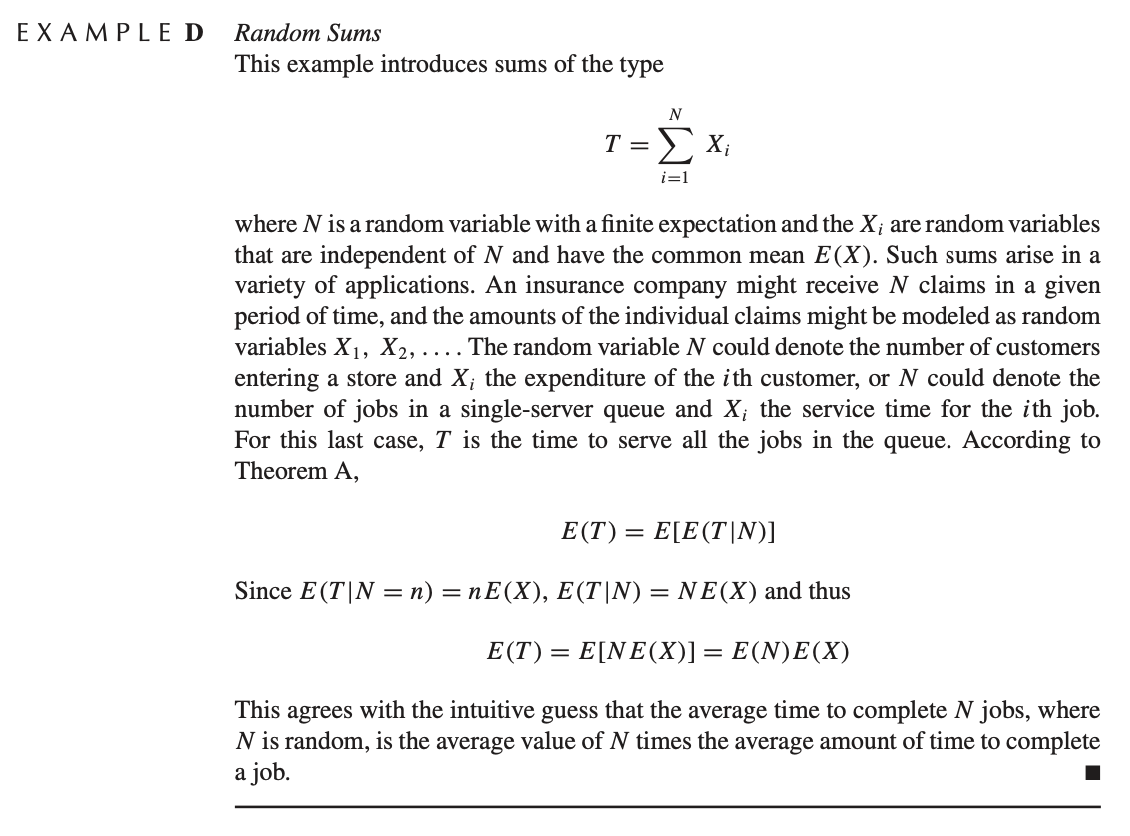 EXAMPLE D Random Sums
This example introduces sums of the type
T = \sum_{i=1}^{N} X_i
where N is a random variable with a finite expectation and the X_i are random variables
that are independent of N and have the common mean E(X). Such sums arise in a
variety of applications. An insurance company might receive N claims in a given
period of time, and the amounts of the individual claims might be modeled as random
variables X_1, X_2, .... The random variable N could denote the number of customers
entering a store and X_i the expenditure of the ith customer, or N could denote the
number of jobs in a single-server queue and X_i the service time for the ith job.
For this last case, T is the time to serve all the jobs in the queue. According to
Theorem A,
E(T) = E[E(T|N)]
Since E(T|N = n) = nE(X), E(T|N) = NE(X) and thus
E(T) = E[NE(X)] = E(N)E(X)
This agrees with the intuitive guess that the average time to complete N jobs, where
N is random, is the average value of N times the average amount of time to complete
a job. ■